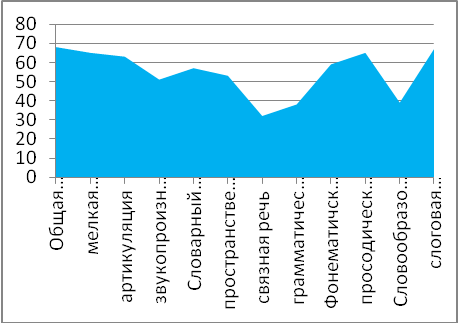 80
70
60
50
40
30
20
10
0
Общая...
мелкая...
артикуляция
звукопроизн...
Словарный...
пространстве...
связная речь
грамматичес...
Фонематичск...
просодическ...
Словообразо...
слоговая...